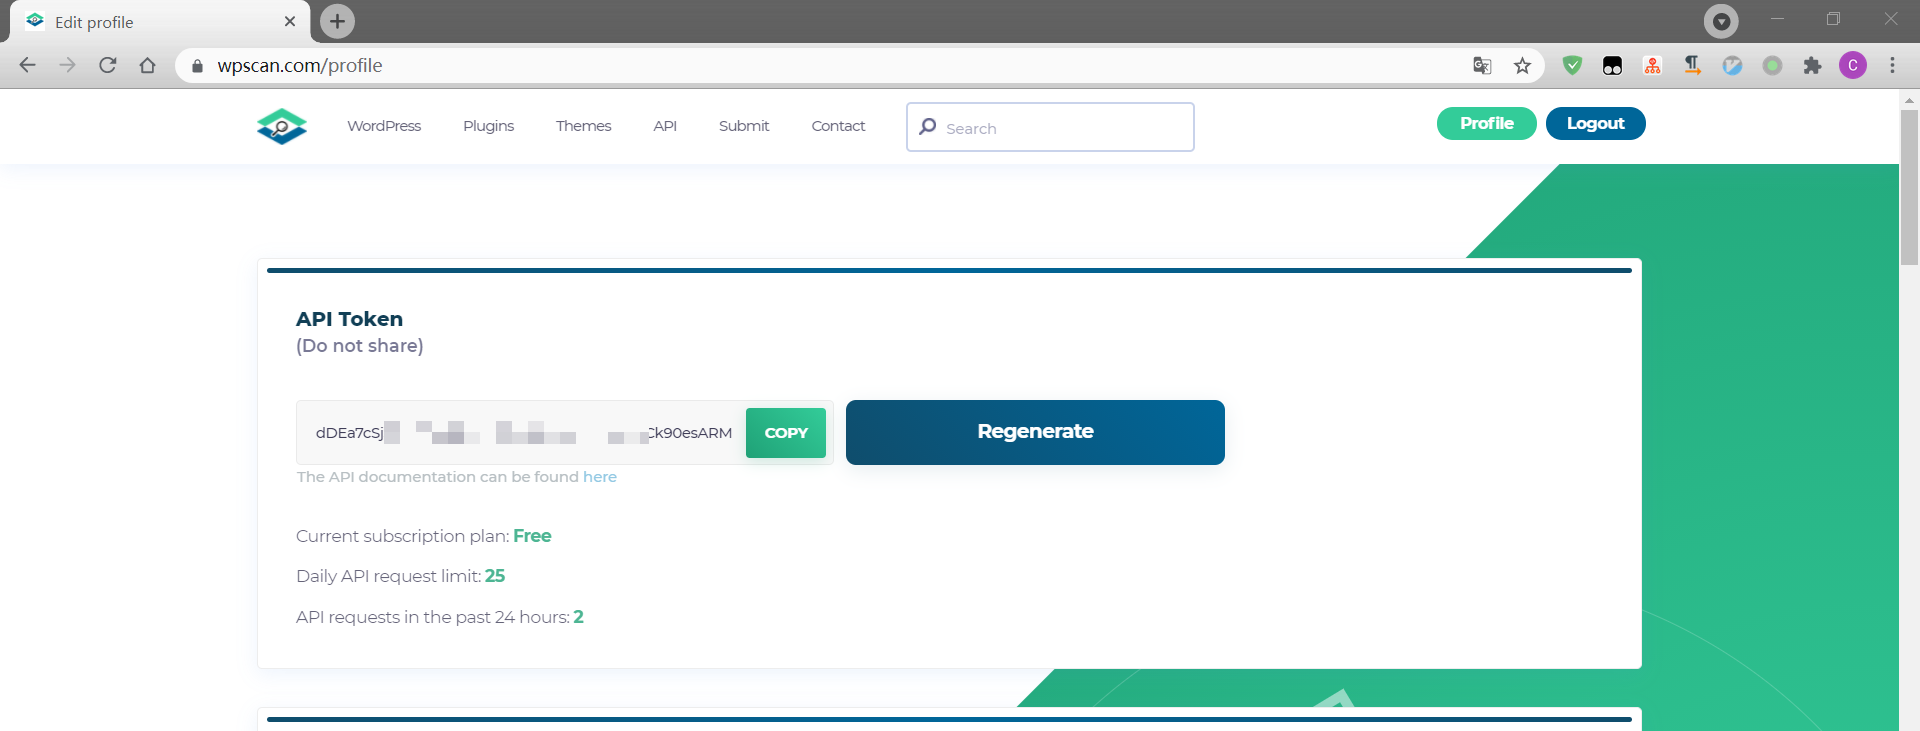 Edit profile
wpscan.com/profile
C
WordPress Plugins Themes API Submit Contact Search Profile Logout
API Token
(Do not share)
dDEa7cSj Ck90esARM COPY Regenerate
The API documentation can be found here
Current subscription plan: Free
Daily API request limit: 25
API requests in the past 24 hours: 2